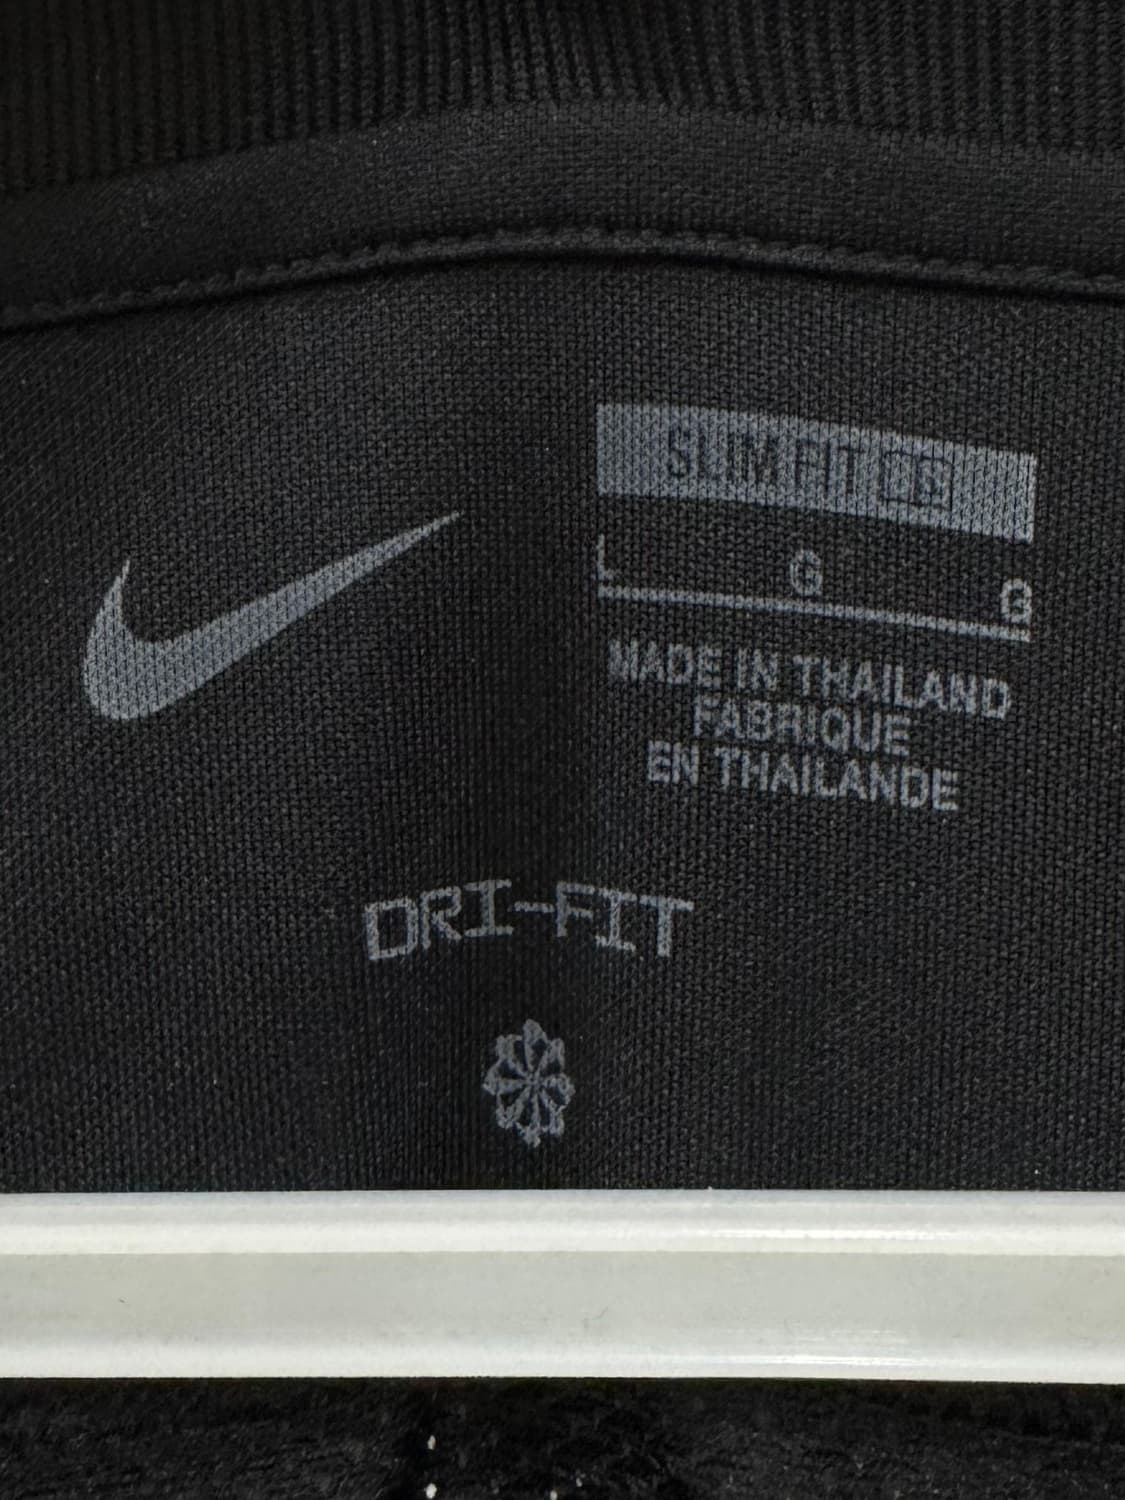 SLIM FIT
L G G
MADE IN THAILAND
FABRIQUE
EN THAILANDE
DRI-FIT